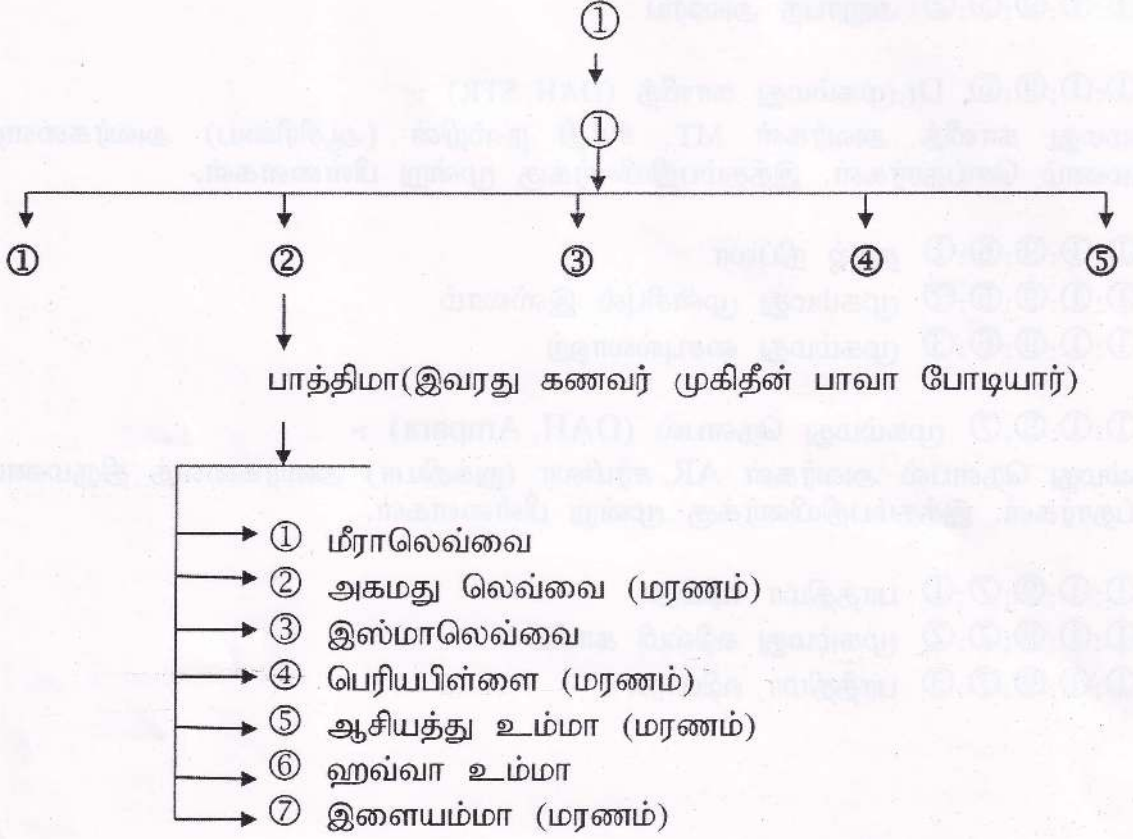 ①
①
① ② ③ ④ ⑤
பாத்திமா(இவரது கணவர் முகிதீன் பாவா போடியார்)
① மீராலெவ்வை
② அகமது லெவ்வை (மரணம்)
③ இஸ்மாலெவ்வை
④ பெரியபிள்ளை (மரணம்)
⑤ ஆசியத்து உம்மா (மரணம்)
⑥ ஹவ்வா உம்மா
⑦ இளையம்மா (மரணம்)